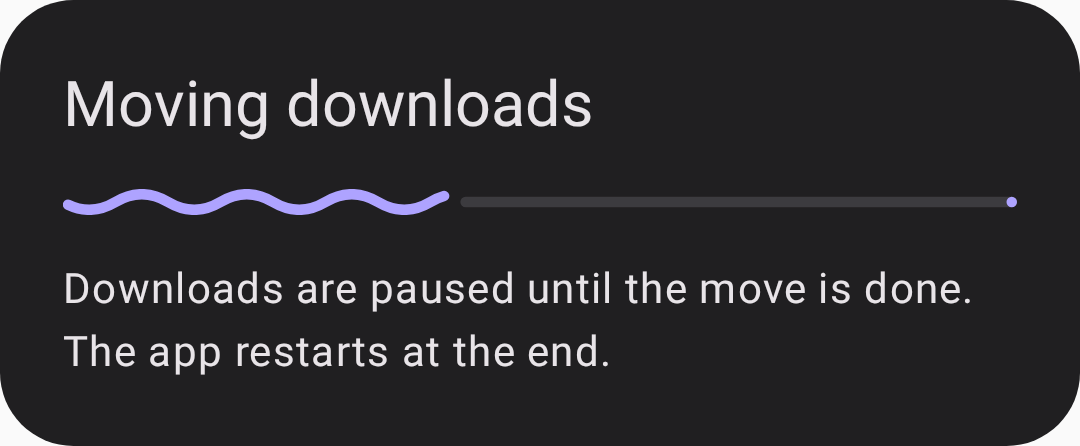 Moving downloads
Downloads are paused until the move is done.
The app restarts at the end.